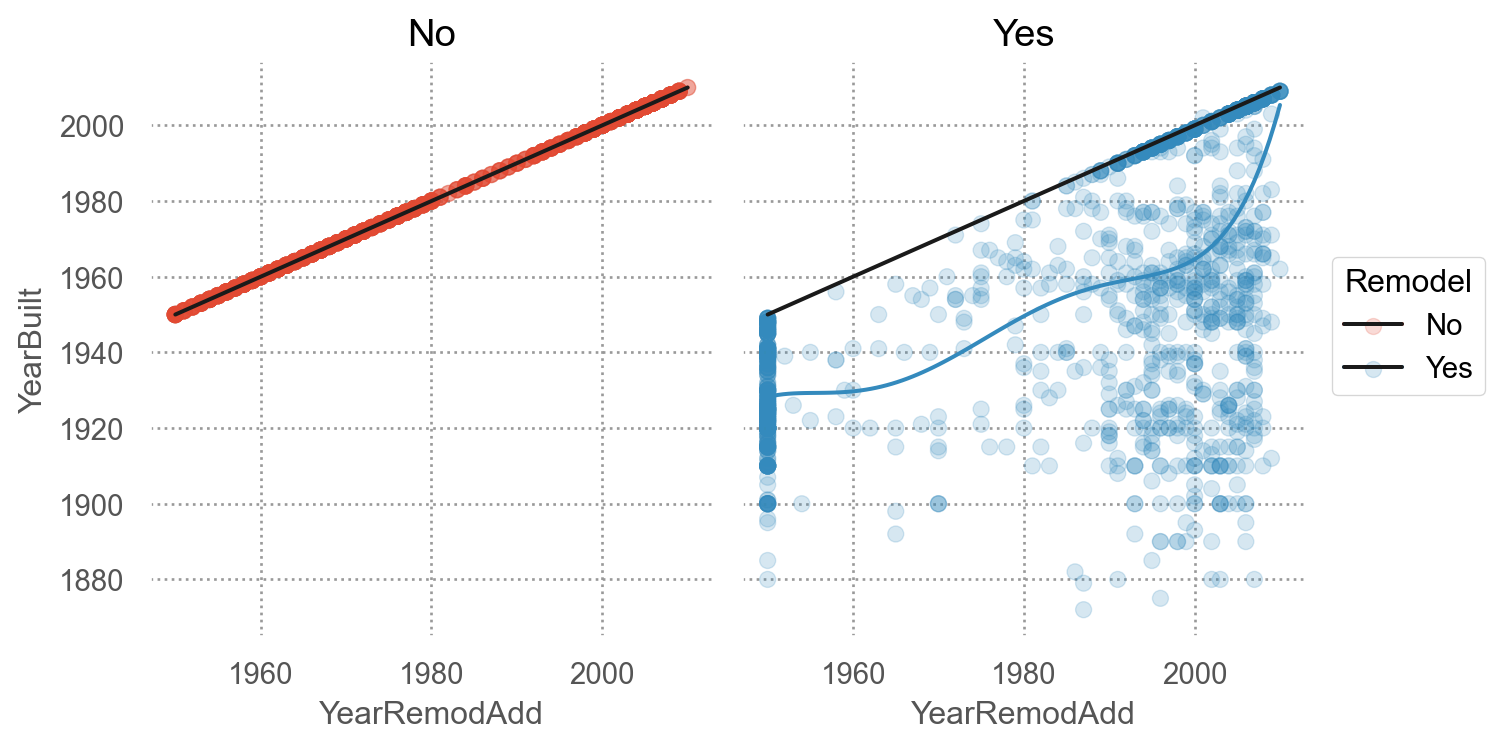 No
Yes
YearBuilt
2000
1980
1960
1940
1920
1900
1880
1960
1980
2000
1960
1980
2000
YearRemodAdd
YearRemodAdd
Remodel
No
Yes